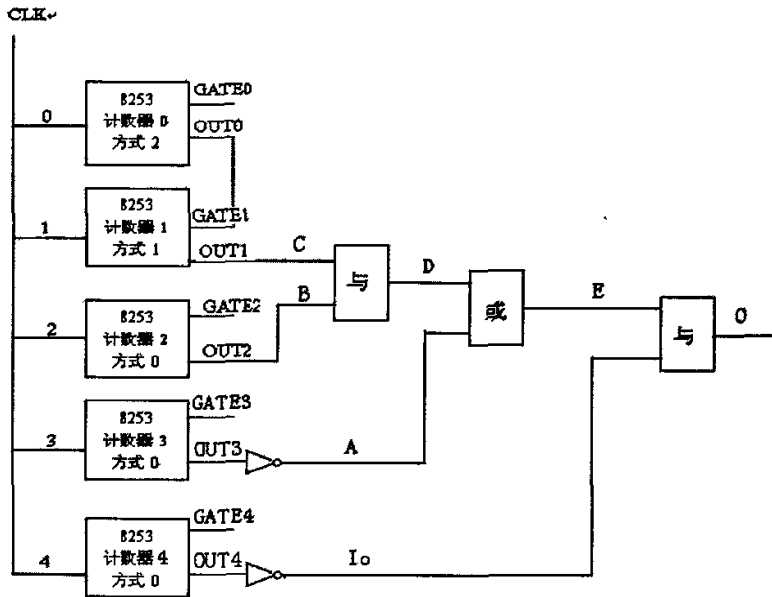 CLK↵
0
8253
计数器 0
方式 2
GATE0
OUT0
1
8253
计数器 1
方式 1
GATE1
OUT1
C
与
D
或
E
与
O
2
8253
计数器 2
方式 0
GATE2
OUT2
B
3
8253
计数器 3
方式 0
GATE3
OUT3
A
4
8253
计数器 4
方式 0
GATE4
OUT4
Io